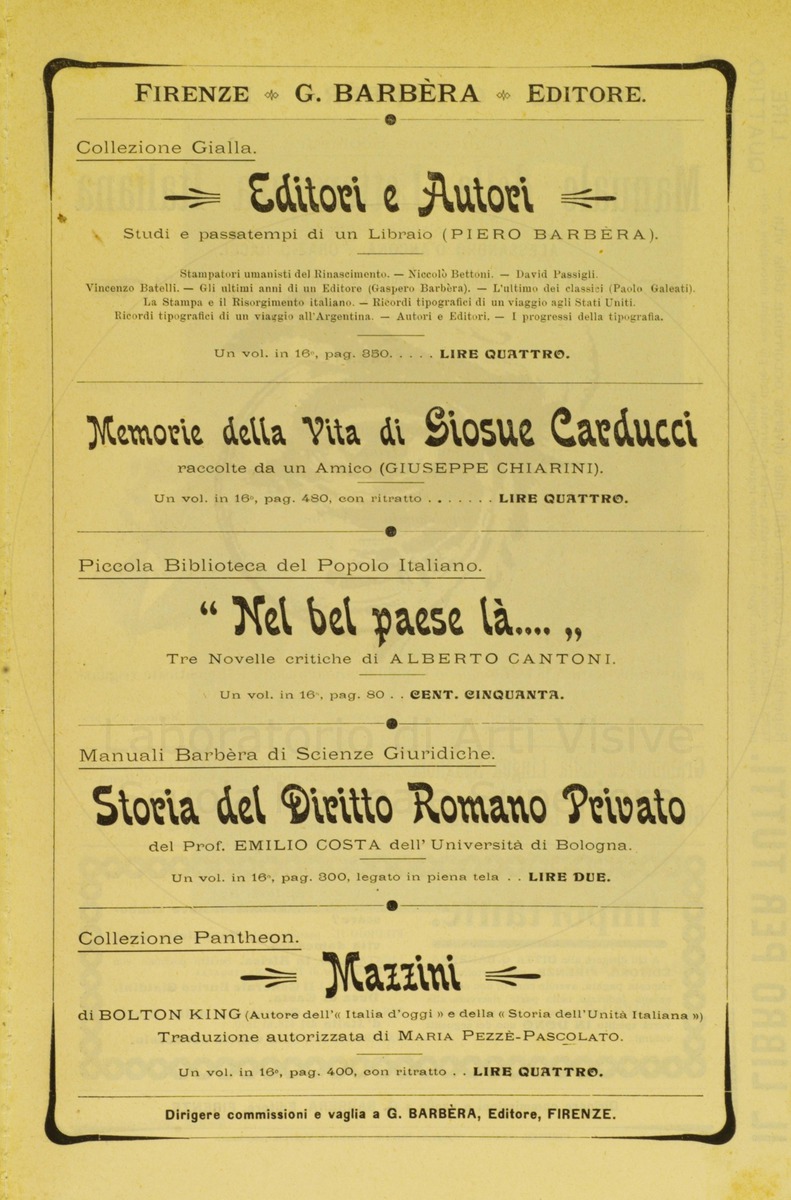 FIRENZE G. BARBÈRA EDITORE.
Collezione Gialla.
Editori e Autori
Studi e passatempi di un Libraio (PIERO BARBÈRA).
Stampatori umanisti del Rinascimento. — Niccolò Bettoni. — David Passigli.
Vincenzo Batelli. — Gli ultimi anni di un Editore (Gaspero Barbèra). — L'ultimo dei classici (Paolo Galeati).
La Stampa e il Risorgimento italiano. — Ricordi tipografici di un viaggio agli Stati Uniti.
Ricordi tipografici di un viaggio all'Argentina. — Autori e Editori. — I progressi della tipografia.
Un vol. in 16°, pag. 350. . . . . LIRE QUATTRO.
Memorie della Vita di Giosue Carducci
raccolte da un Amico (GIUSEPPE CHIARINI).
Un vol. in 16°, pag. 480, con ritratto . . . . . . . LIRE QUATTRO.
Piccola Biblioteca del Popolo Italiano.
“ Nel bel paese là.... „
Tre Novelle critiche di ALBERTO CANTONI.
Un vol. in 16°, pag. 80 . . CENT. CINQUANTA.
Laboratorio di Arti Visive
Manuali Barbèra di Scienze Giuridiche.
Storia del Diritto Romano Privato
del Prof. EMILIO COSTA dell' Università di Bologna.
Un vol. in 16°, pag. 300, legato in piena tela . . LIRE DUE.
Collezione Pantheon.
Mazzini
di BOLTON KING (Autore dell'« Italia d'oggi » e della « Storia dell'Unità Italiana »)
Traduzione autorizzata di MARIA PEZZÈ-PASCOLATO.
Un vol. in 16°, pag. 400, con ritratto . . LIRE QUATTRO.
Dirigere commissioni e vaglia a G. BARBÈRA, Editore, FIRENZE.